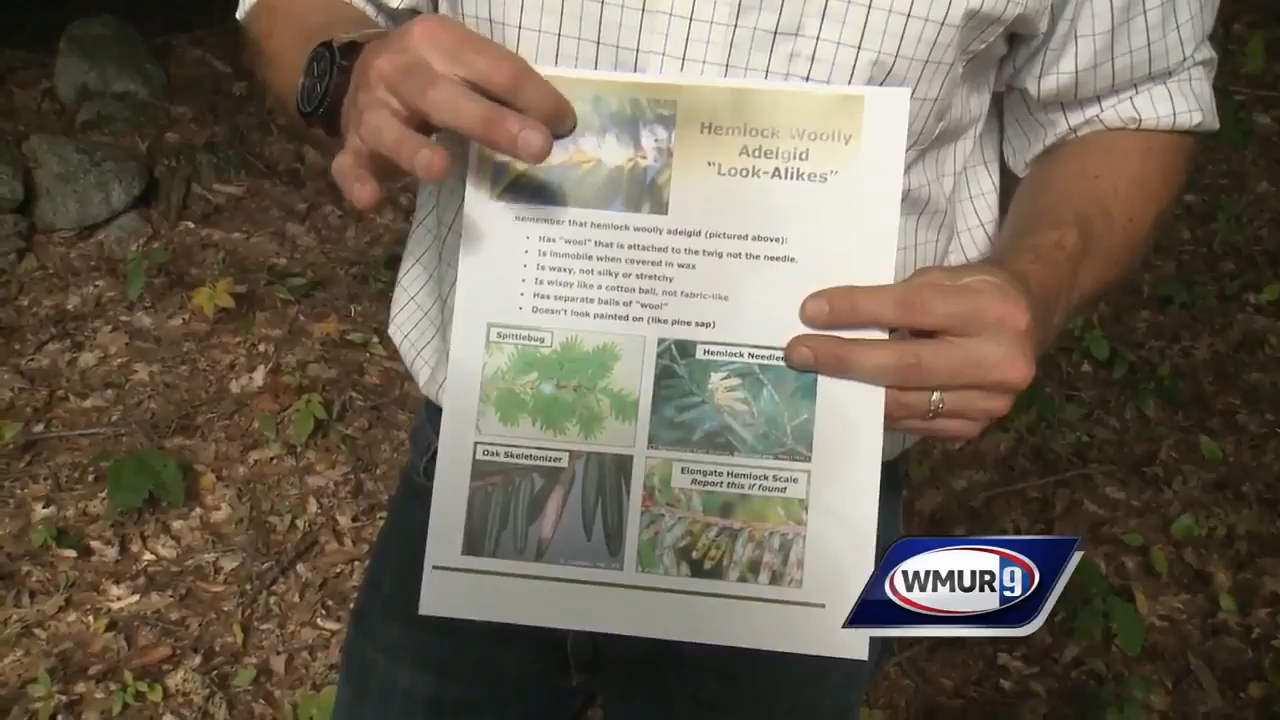 Hemlock Woolly
Adelgid
"Look-Alikes"
Remember that hemlock woolly adelgid (pictured above):
• Has "wool" that is attached to the twig not the needle.
• Is immobile when covered in wax
• Is waxy, not silky or stretchy
• Is wispy like a cotton ball, not fabric-like
• Has separate balls of "wool"
• Doesn't look painted on (like pine sap)
Spittlebug
Hemlock Needle
Oak Skeletonizer
Elongate Hemlock Scale
Report this if found
WMUR 9